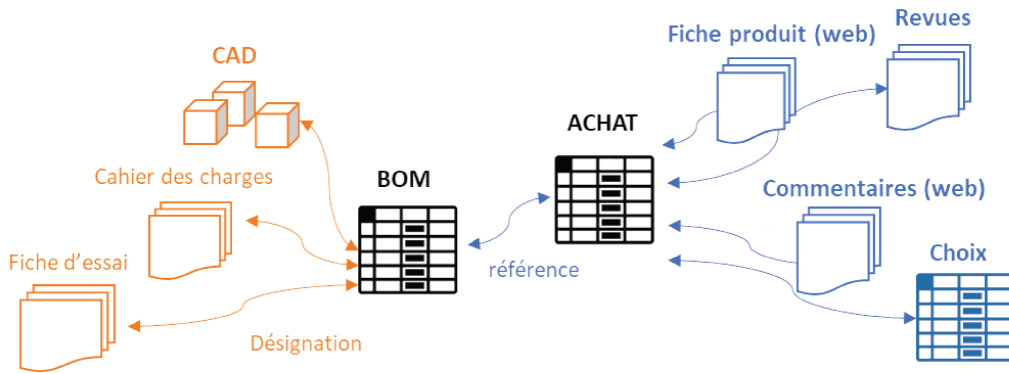 Fiche produit (web)
Revues
CAD
ACHAT
Cahier des charges
BOM
Commentaires (web)
Fiche d'essai
référence
Choix
Désignation